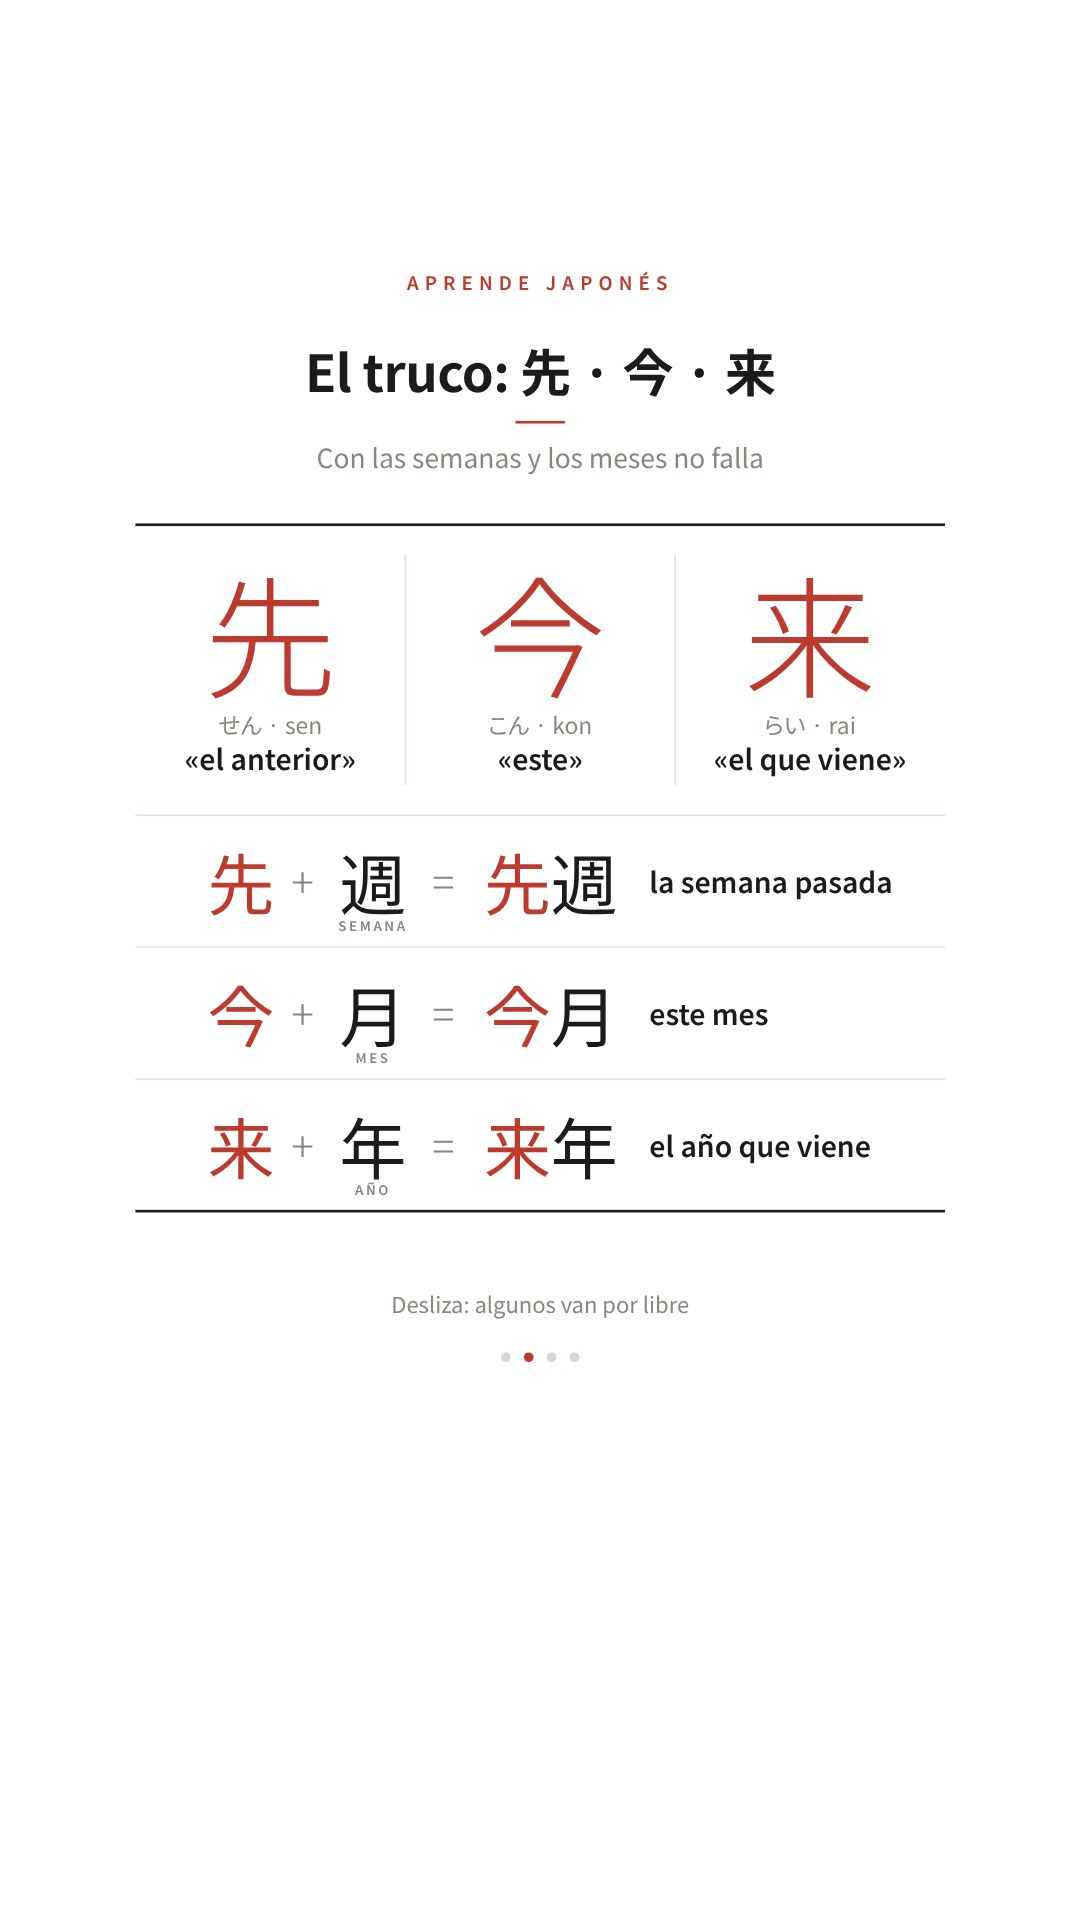 APRENDE JAPONÉS
El truco: 先・今・来
Con las semanas y los meses no falla
先
せん · sen
«el anterior»
今
こん · kon
«este»
来
らい · rai
«el que viene»
先 + 週 = 先週 la semana pasada
SEMANA
今 + 月 = 今月 este mes
MES
来 + 年 = 来年 el año que viene
AÑO
Desliza: algunos van por libre